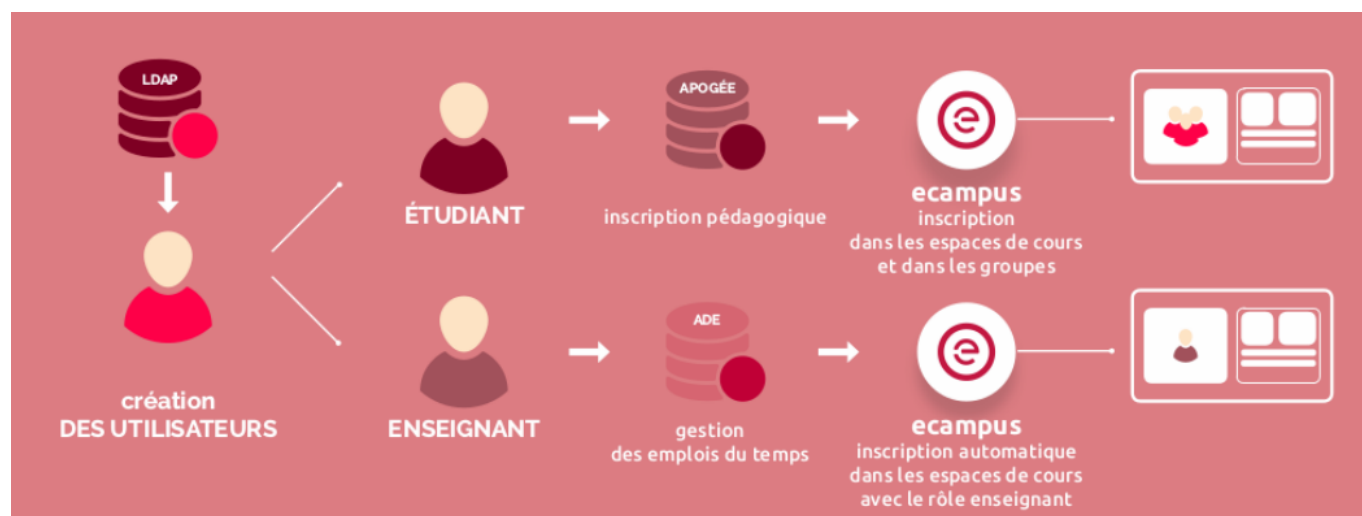 LDAP
création
DES UTILISATEURS
ÉTUDIANT
APOGÉE
inscription pédagogique
e
ecampus
inscription
dans les espaces de cours
et dans les groupes
ENSEIGNANT
ADE
gestion
des emplois du temps
e
ecampus
inscription automatique
dans les espaces de cours
avec le rôle enseignant